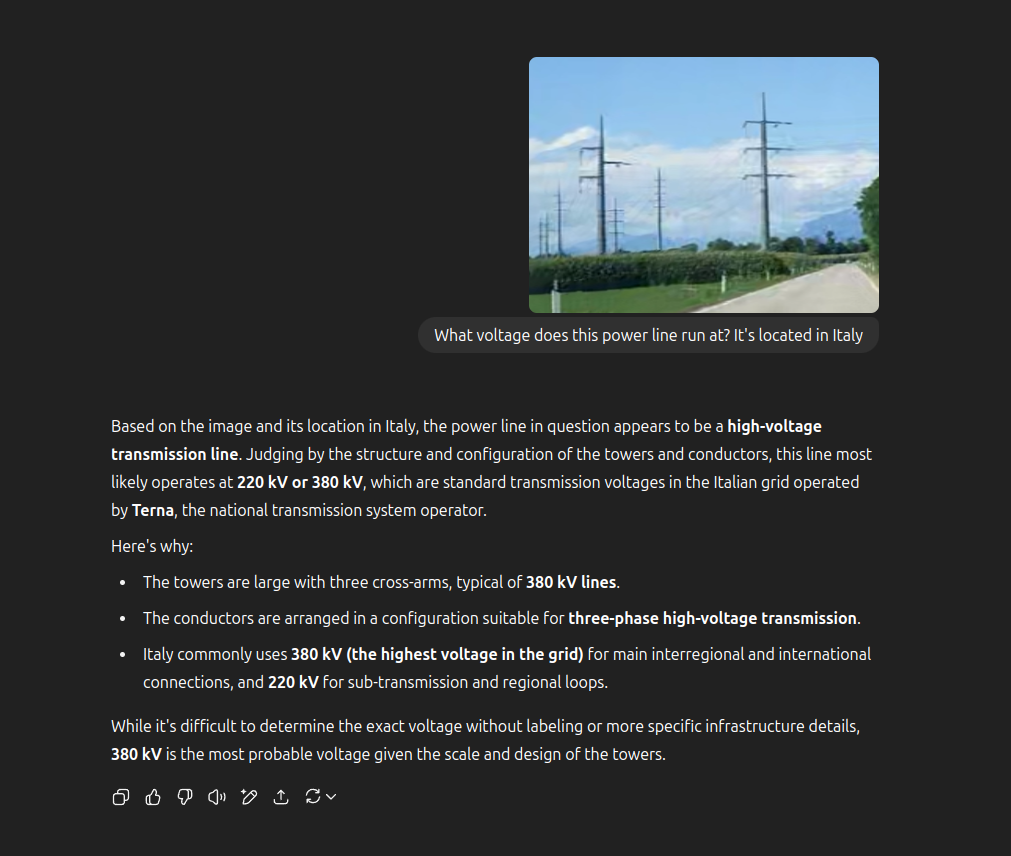 What voltage does this power line run at? It's located in Italy
Based on the image and its location in Italy, the power line in question appears to be a high-voltage
transmission line. Judging by the structure and configuration of the towers and conductors, this line most
likely operates at 220 kV or 380 kV, which are standard transmission voltages in the Italian grid operated
by Terna, the national transmission system operator.
Here's why:
• The towers are large with three cross-arms, typical of 380 kV lines.
• The conductors are arranged in a configuration suitable for three-phase high-voltage transmission.
• Italy commonly uses 380 kV (the highest voltage in the grid) for main interregional and international
connections, and 220 kV for sub-transmission and regional loops.
While it's difficult to determine the exact voltage without labeling or more specific infrastructure details,
380 kV is the most probable voltage given the scale and design of the towers.